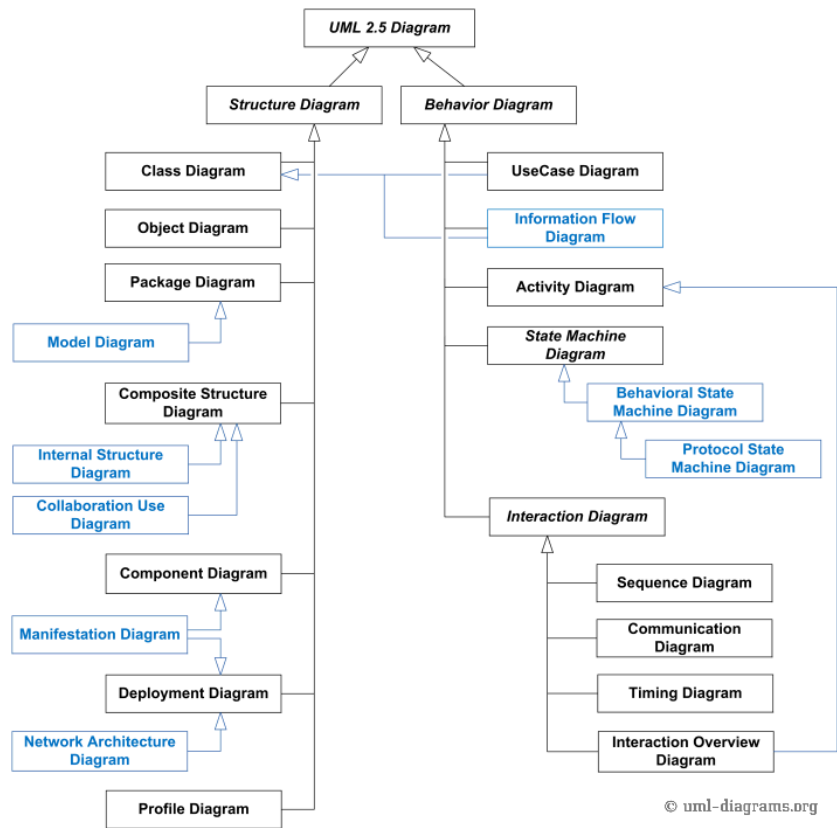 UML 2.5 Diagram
Structure Diagram
Behavior Diagram
Class Diagram
UseCase Diagram
Object Diagram
Information Flow
Diagram
Package Diagram
Activity Diagram
Model Diagram
State Machine
Diagram
Composite Structure
Diagram
Behavioral State
Machine Diagram
Internal Structure
Diagram
Protocol State
Machine Diagram
Collaboration Use
Diagram
Interaction Diagram
Component Diagram
Sequence Diagram
Manifestation Diagram
Communication
Diagram
Deployment Diagram
Timing Diagram
Network Architecture
Diagram
Interaction Overview
Diagram
Profile Diagram
© uml-diagrams.org